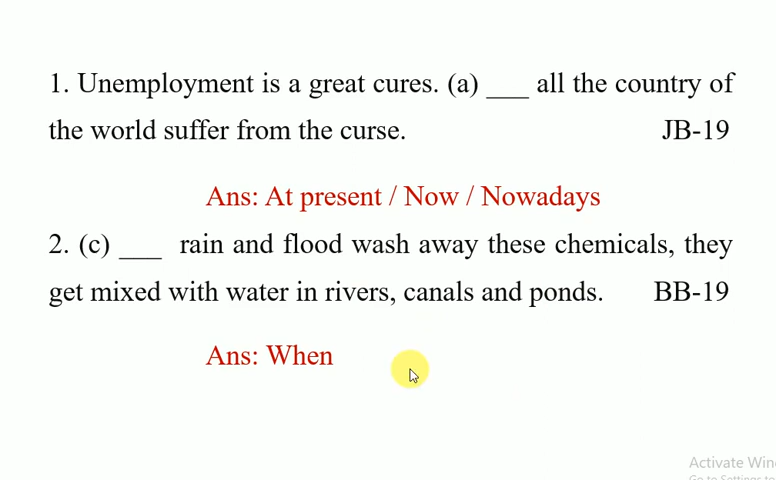 1. Unemployment is a great cures. (a) ___ all the country of
the world suffer from the curse. JB-19
Ans: At present / Now / Nowadays
2. (c) ___ rain and flood wash away these chemicals, they
get mixed with water in rivers, canals and ponds. BB-19
Ans: When
Activate Win